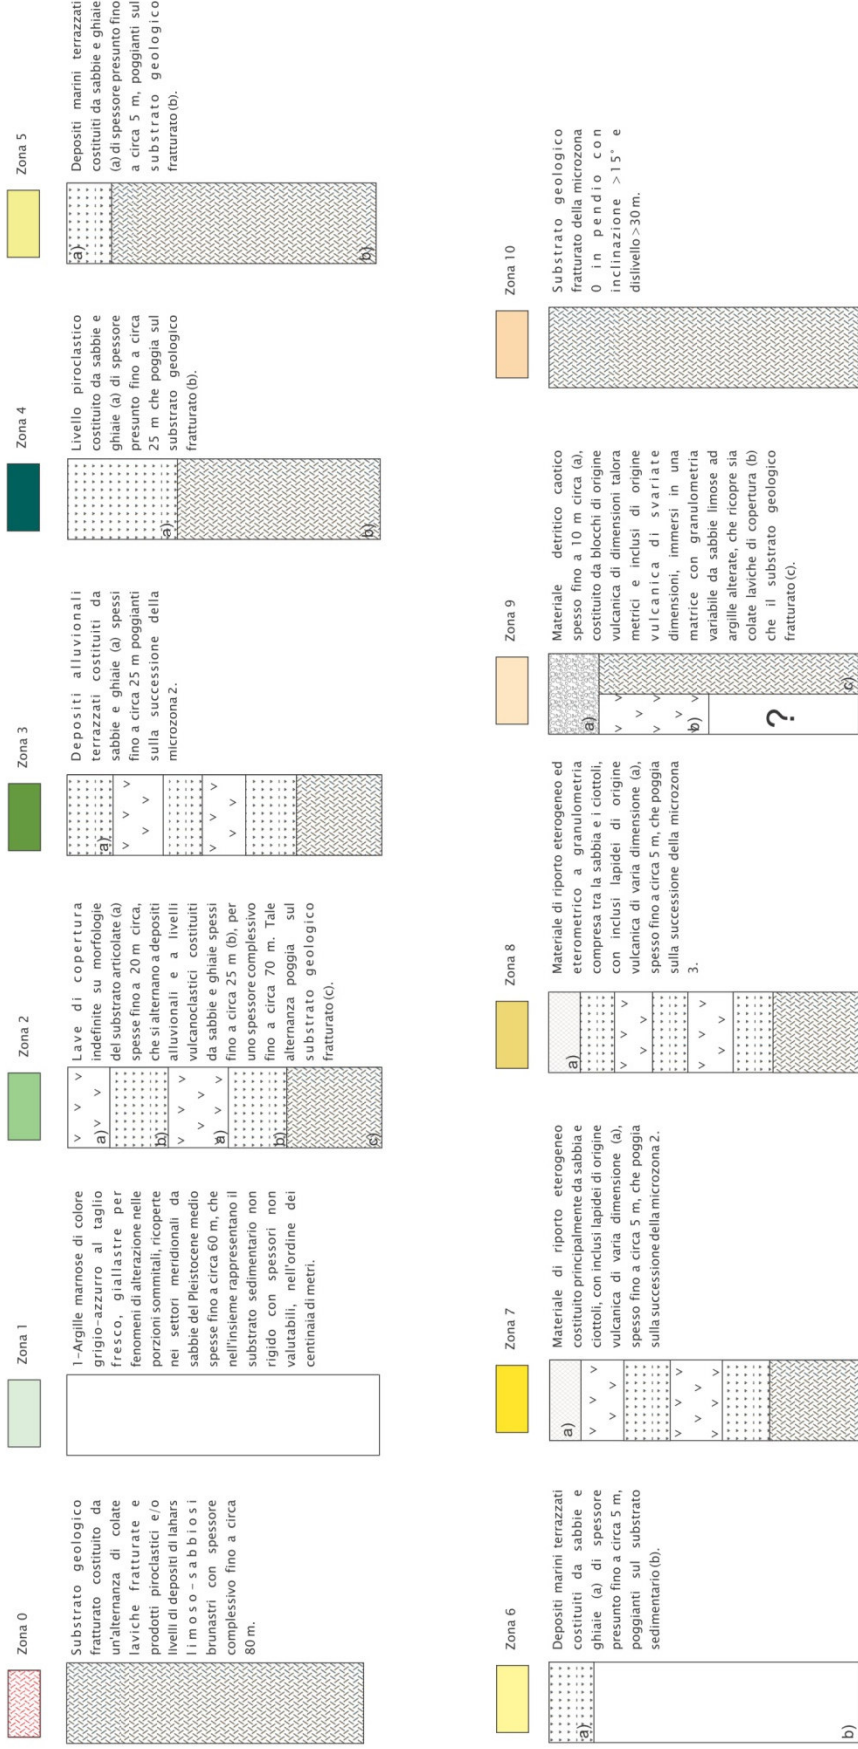 Zona 0
Substrato geologico
fratturato costituito da
un'alternanza di colate
laviche fratturate e
prodotti piroclastici e/o
livelli di depositi di lahars
limoso-sabbiosi
brunastri con spessore
complessivo fino a circa
80 m.
Zona 1
1-Argille marnose di colore
grigio-azzurro al taglio
fresco, giallastre per
fenomeni di alterazione nelle
porzioni sommitali, ricoperte
nei settori meridionali da
sabbie del Pleistocene medio
spesse fino a circa 60 m, che
nell'insieme rappresentano il
substrato sedimentario non
rigido con spessori non
valutabili, nell'ordine dei
centinaia di metri.
Zona 2
a)
b)
a)
b)
c)
Lave di copertura
indefinite su morfologie
del substrato articolate (a)
spesse fino a 20 m circa,
che si alternano a depositi
alluvionali e a livelli
vulcanoclastici costituiti
da sabbie e ghiaie spessi
fino a circa 25 m (b), per
uno spessore complessivo
fino a circa 70 m. Tale
alternanza poggia sul
substrato geologico
fratturato (c).
Zona 3
a)
Depositi alluvionali
terrazzati costituiti da
sabbie e ghiaie (a) spessi
fino a circa 25 m poggianti
sulla successione della
microzona 2.
Zona 4
a)
b)
Livello piroclastico
costituito da sabbie e
ghiaie (a) di spessore
presunto fino a circa
25 m che poggia sul
substrato geologico
fratturato (b).
Zona 5
a)
b)
Depositi marini terrazzati
costituiti da sabbie e ghiaie
(a) di spessore presunto fino
a circa 5 m, poggianti sul
substrato geologico
fratturato (b).
Zona 6
a)
b)
Depositi marini terrazzati
costituiti da sabbie e
ghiaie (a) di spessore
presunto fino a circa 5 m,
poggianti sul substrato
sedimentario (b).
Zona 7
a)
Materiale di riporto eterogeneo
costituito principalmente da sabbia e
ciottoli, con inclusi lapidei di origine
vulcanica di varia dimensione (a),
spesso fino a circa 5 m, che poggia
sulla successione della microzona 2.
Zona 8
a)
Materiale di riporto eterogeneo ed
eterometrico a granulometria
compresa tra la sabbia e i ciottoli,
con inclusi lapidei di origine
vulcanica di varia dimensione (a),
spesso fino a circa 5 m, che poggia
sulla successione della microzona
3.
Zona 9
a)
b)
?
c)
Materiale detritico caotico
spesso fino a 10 m circa (a),
costituito da blocchi di origine
vulcanica di dimensioni talora
metrici e inclusi di origine
vulcanica di svariate
dimensioni, immersi in una
matrice con granulometria
variabile da sabbie limose ad
argille alterate, che ricopre sia
colate laviche di copertura (b)
che il substrato geologico
fratturato (c).
Zona 10
Substrato geologico
fratturato della microzona
0 in pendio con
inclinazione >15° e
dislivello >30 m.